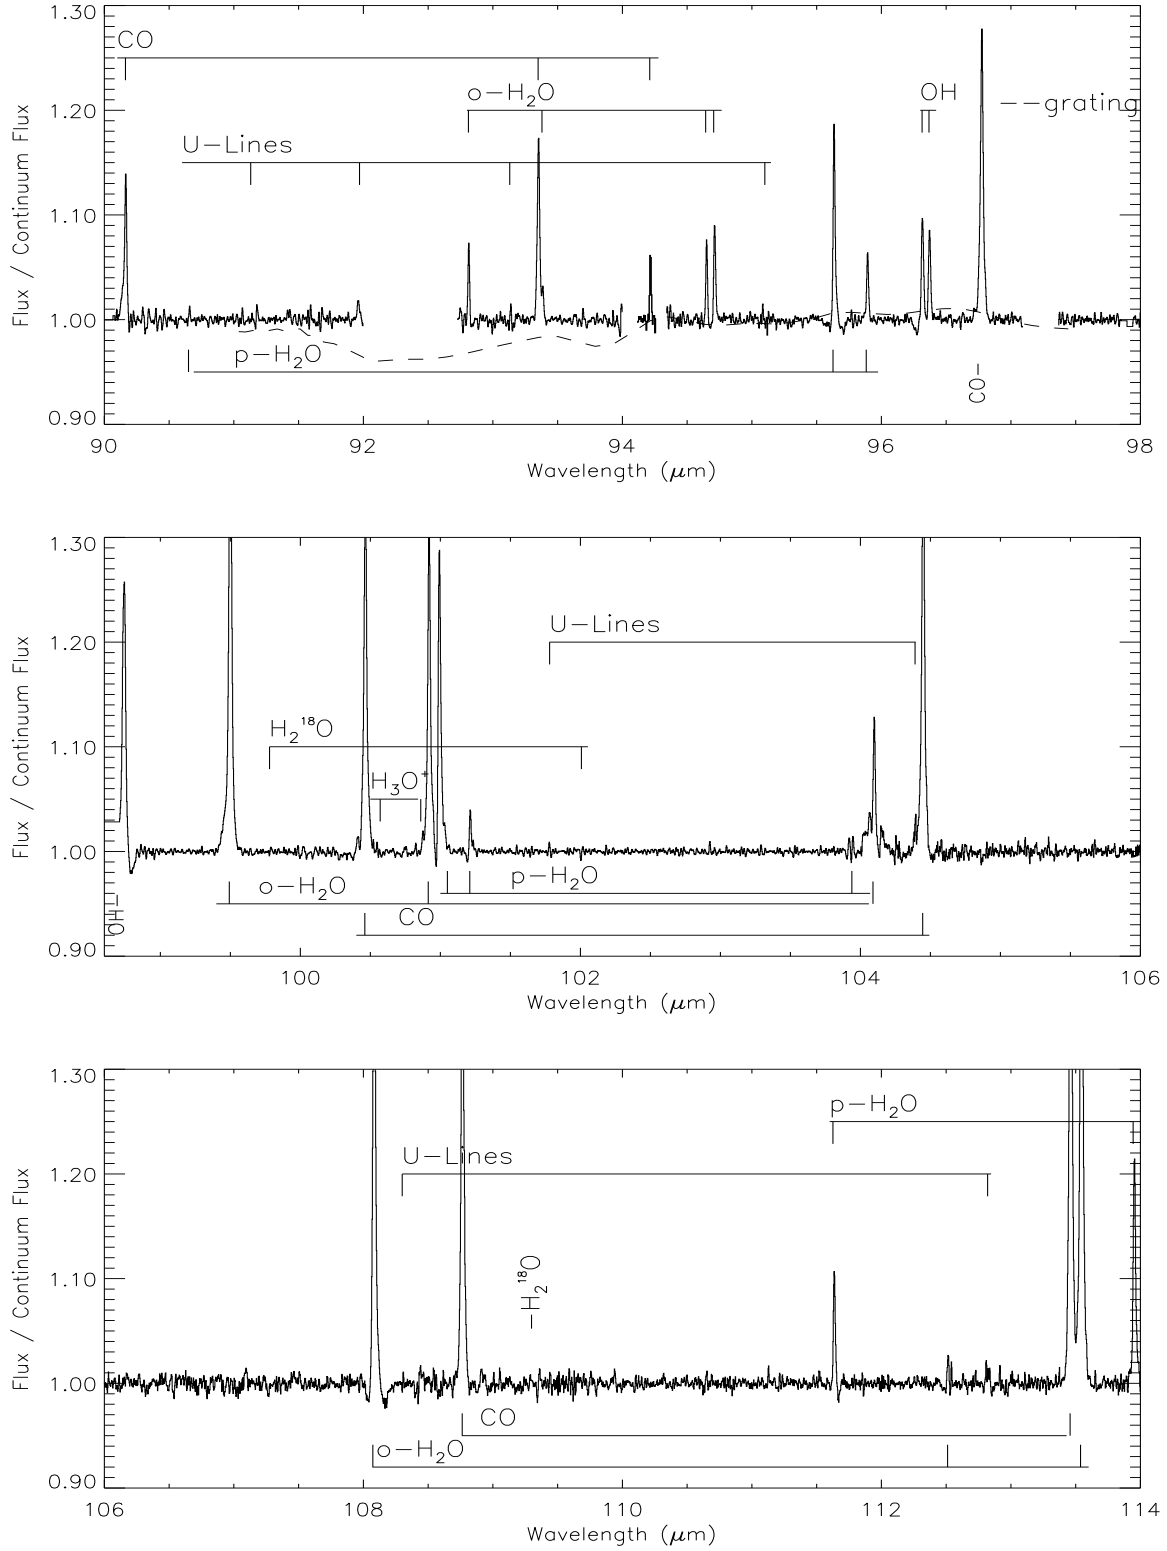 1.30
CO
1.20
o−H2O
OH
−−grating
U−Lines
1.10
1.00
p−H2O
CO−
0.90
90 92 94 96 98
Wavelength (μm)
Flux / Continuum Flux
1.30
1.20
U−Lines
H2¹⁸O
1.10
H3O⁺
1.00
o−H2O
p−H2O
CO
OH−
0.90
100 102 104 106
Wavelength (μm)
Flux / Continuum Flux
1.30
p−H2O
U−Lines
1.20
−H2¹⁸O
1.10
1.00
CO
o−H2O
0.90
106 108 110 112 114
Wavelength (μm)
Flux / Continuum Flux